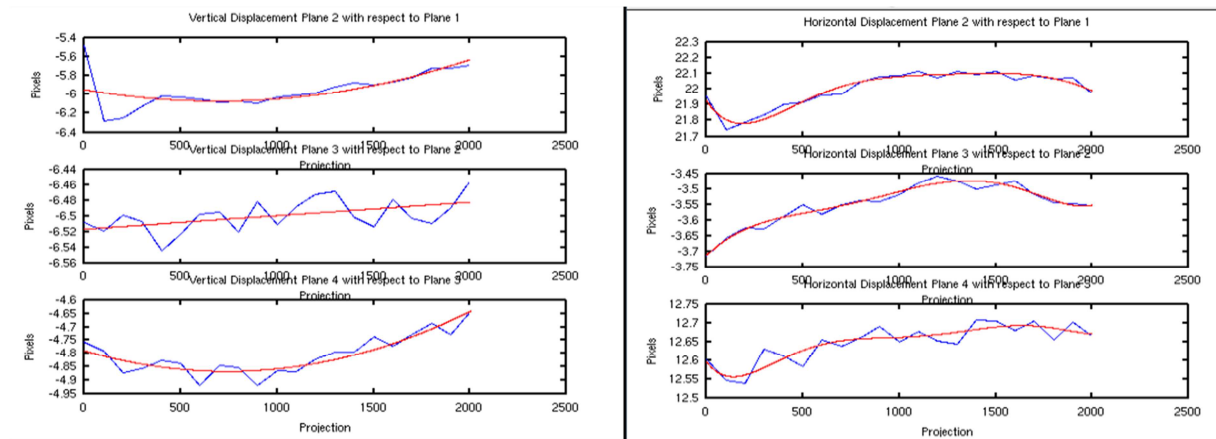 Vertical Displacement Plane 2 with respect to Plane 1
-5.4
-5.6
-5.8
-6
-6.2
-6.4
Pixels
0 500 1000 1500 2000 2500
Projection
Vertical Displacement Plane 3 with respect to Plane 2
-6.44
-6.46
-6.48
-6.5
-6.52
-6.54
-6.56
Pixels
0 500 1000 1500 2000 2500
Projection
Vertical Displacement Plane 4 with respect to Plane 3
-4.6
-4.65
-4.7
-4.75
-4.8
-4.85
-4.9
-4.95
Pixels
0 500 1000 1500 2000 2500
Projection
Horizontal Displacement Plane 2 with respect to Plane 1
22.3
22.2
22.1
22
21.9
21.8
21.7
Pixels
0 500 1000 1500 2000 2500
Projection
Horizontal Displacement Plane 3 with respect to Plane 2
-3.45
-3.5
-3.55
-3.6
-3.65
-3.7
-3.75
Pixels
0 500 1000 1500 2000 2500
Projection
Horizontal Displacement Plane 4 with respect to Plane 3
12.75
12.7
12.65
12.6
12.55
12.5
Pixels
0 500 1000 1500 2000 2500
Projection